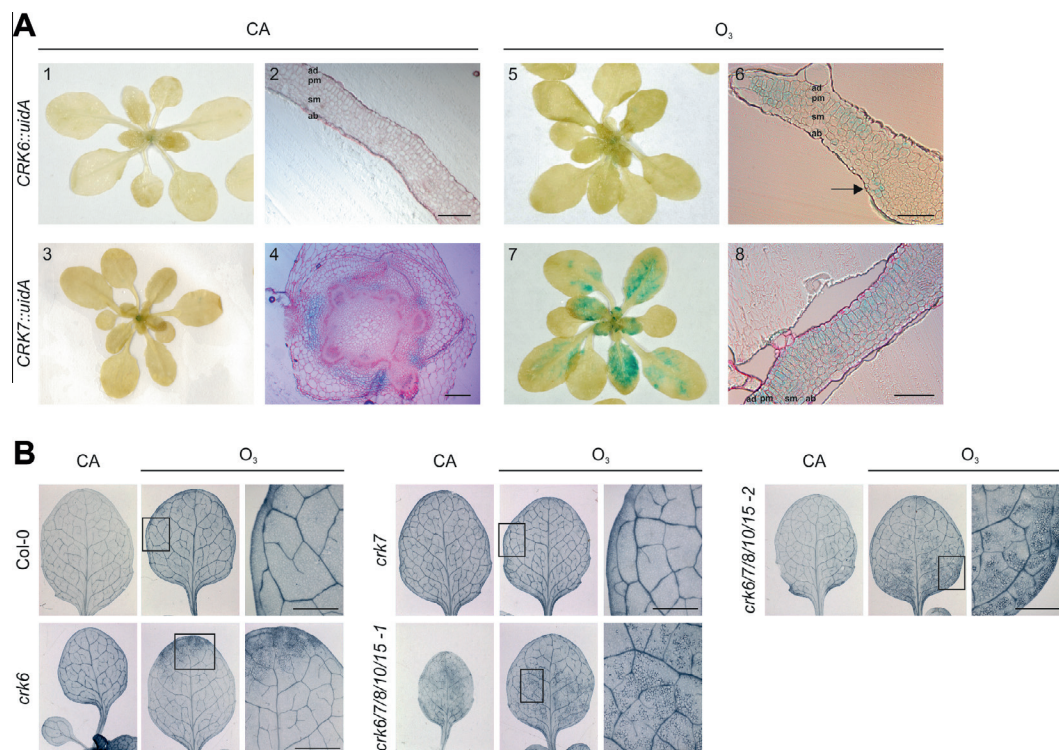 A
CA
O3
CRK6::uidA
1
2
ad
pm
sm
ab
5
6
ad
pm
sm
ab
CRK7::uidA
3
4
7
8
ad pm sm ab
B
CA
O3
CA
O3
CA
O3
Col-0
crk7
crk6/7/8/10/15 -2
crk6
crk6/7/8/10/15 -1